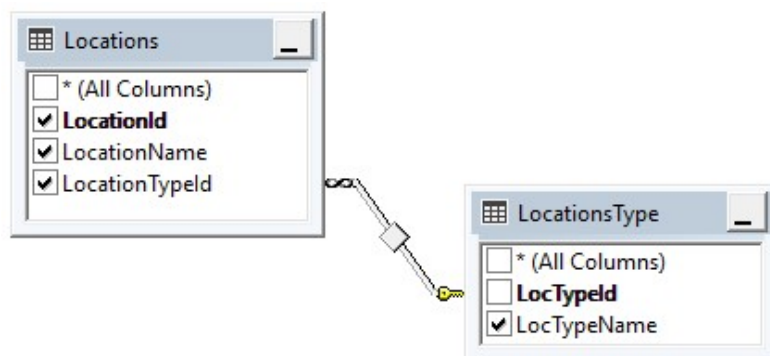 Locations
* (All Columns)
LocationId
LocationName
LocationTypeId
LocationsType
* (All Columns)
LocTypeId
LocTypeName